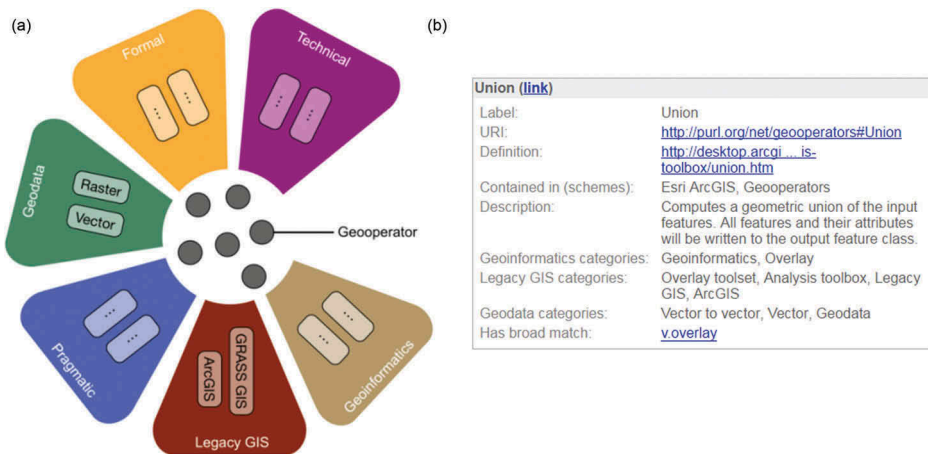 (a)
Formal
...
...
Technical
...
...
Geodata
Raster
Vector
Geooperator
Pragmatic
...
...
Legacy GIS
ArcGIS
GRASS GIS
Geoinformatics
...
...
(b)
Union (link)
Label: Union
URI: http://purl.org/net/geooperators#Union
Definition: http://desktop.arcgi ... is-
toolbox/union.htm
Contained in (schemes): Esri ArcGIS, Geooperators
Description: Computes a geometric union of the input
features. All features and their attributes
will be written to the output feature class.
Geoinformatics categories: Geoinformatics, Overlay
Legacy GIS categories: Overlay toolset, Analysis toolbox, Legacy
GIS, ArcGIS
Geodata categories: Vector to vector, Vector, Geodata
Has broad match: v.overlay